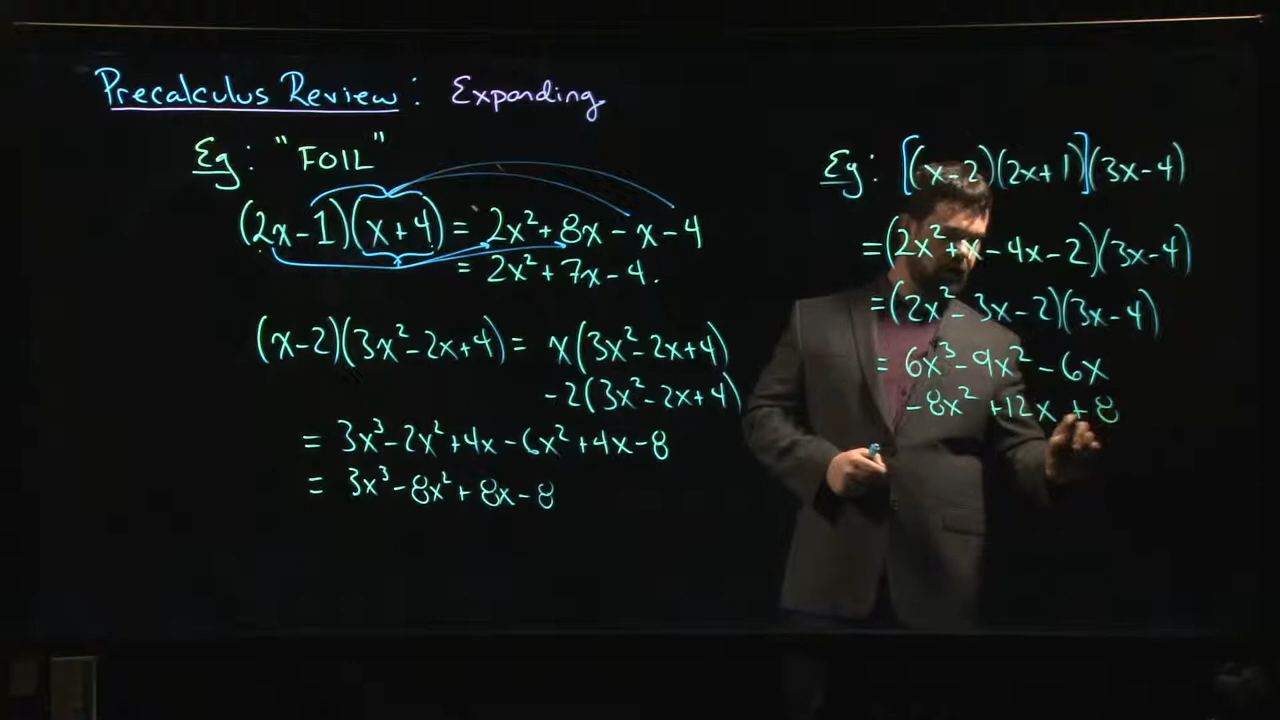 Precalculus Review: Expanding
Eg: "FOIL"
(2x-1)(x+4) = 2x²+8x-x-4
= 2x²+7x-4.
(x-2)(3x²-2x+4) = x(3x²-2x+4)
-2(3x²-2x+4)
= 3x³-2x²+4x-6x²+4x-8
= 3x³-8x²+8x-8
Eg: [(x-2)(2x+1)](3x-4)
=(2x²+x-4x-2)(3x-4)
=(2x²-3x-2)(3x-4)
= 6x³-9x²-6x
-8x²+12x+8